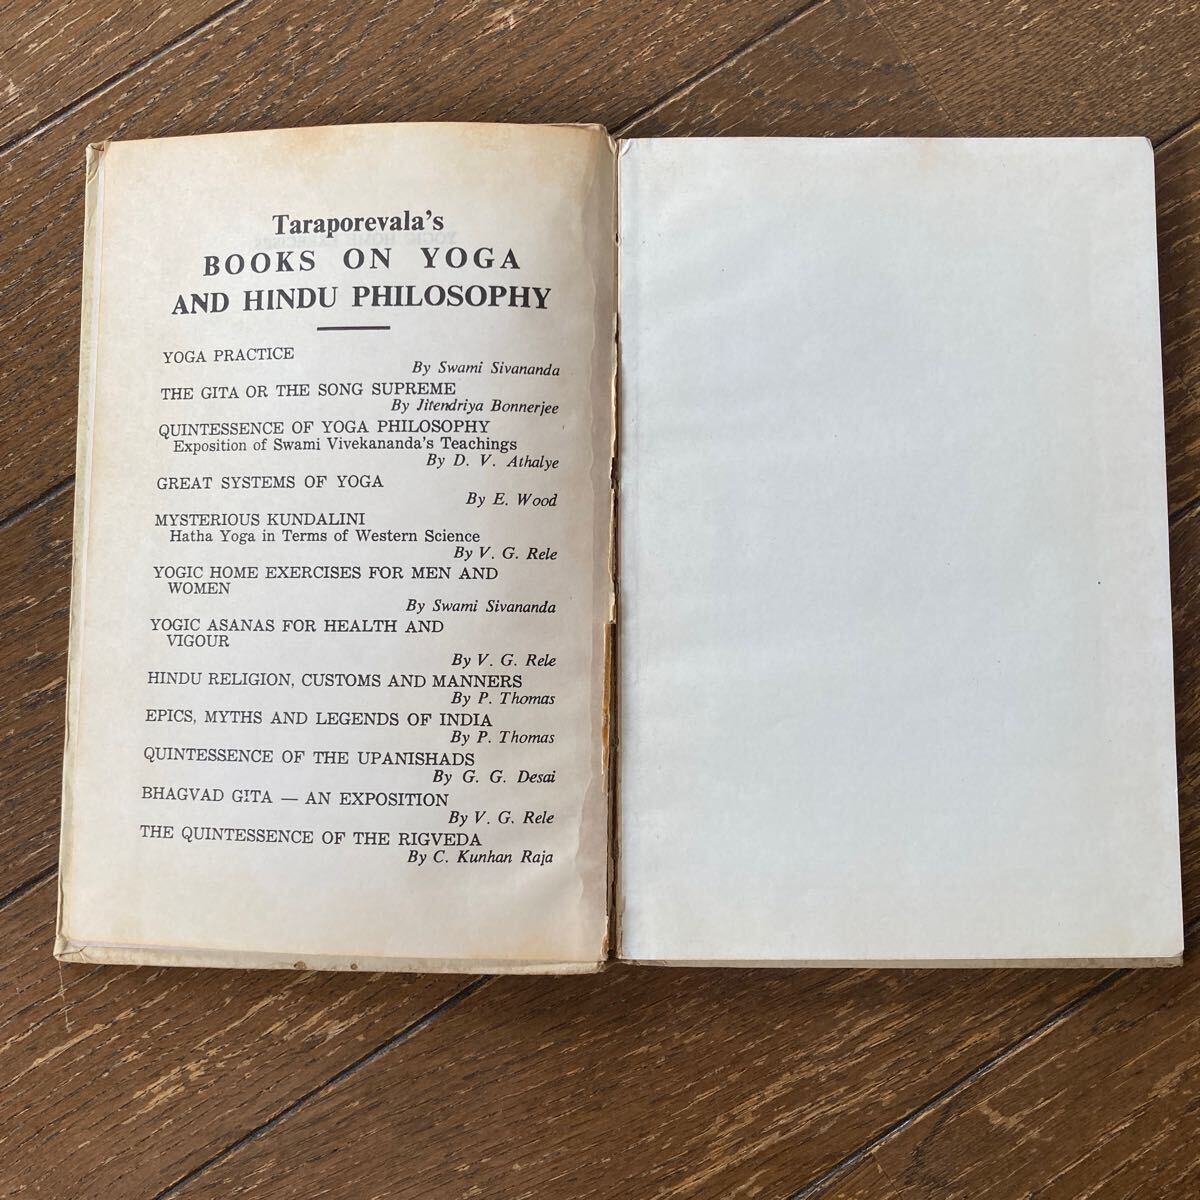 Taraporevala's
BOOKS ON YOGA
AND HINDU PHILOSOPHY
YOGA PRACTICE
By Swami Sivananda
THE GITA OR THE SONG SUPREME
By Jitendriya Bonnerjee
QUINTESSENCE OF YOGA PHILOSOPHY
Exposition of Swami Vivekananda's Teachings
By D. V. Athalye
GREAT SYSTEMS OF YOGA
By E. Wood
MYSTERIOUS KUNDALINI
Hatha Yoga in Terms of Western Science
By V. G. Rele
YOGIC HOME EXERCISES FOR MEN AND
WOMEN
By Swami Sivananda
YOGIC ASANAS FOR HEALTH AND
VIGOUR
By V. G. Rele
HINDU RELIGION, CUSTOMS AND MANNERS
By P. Thomas
EPICS, MYTHS AND LEGENDS OF INDIA
By P. Thomas
QUINTESSENCE OF THE UPANISHADS
By G. G. Desai
BHAGVAD GITA — AN EXPOSITION
By V. G. Rele
THE QUINTESSENCE OF THE RIGVEDA
By C. Kunhan Raja